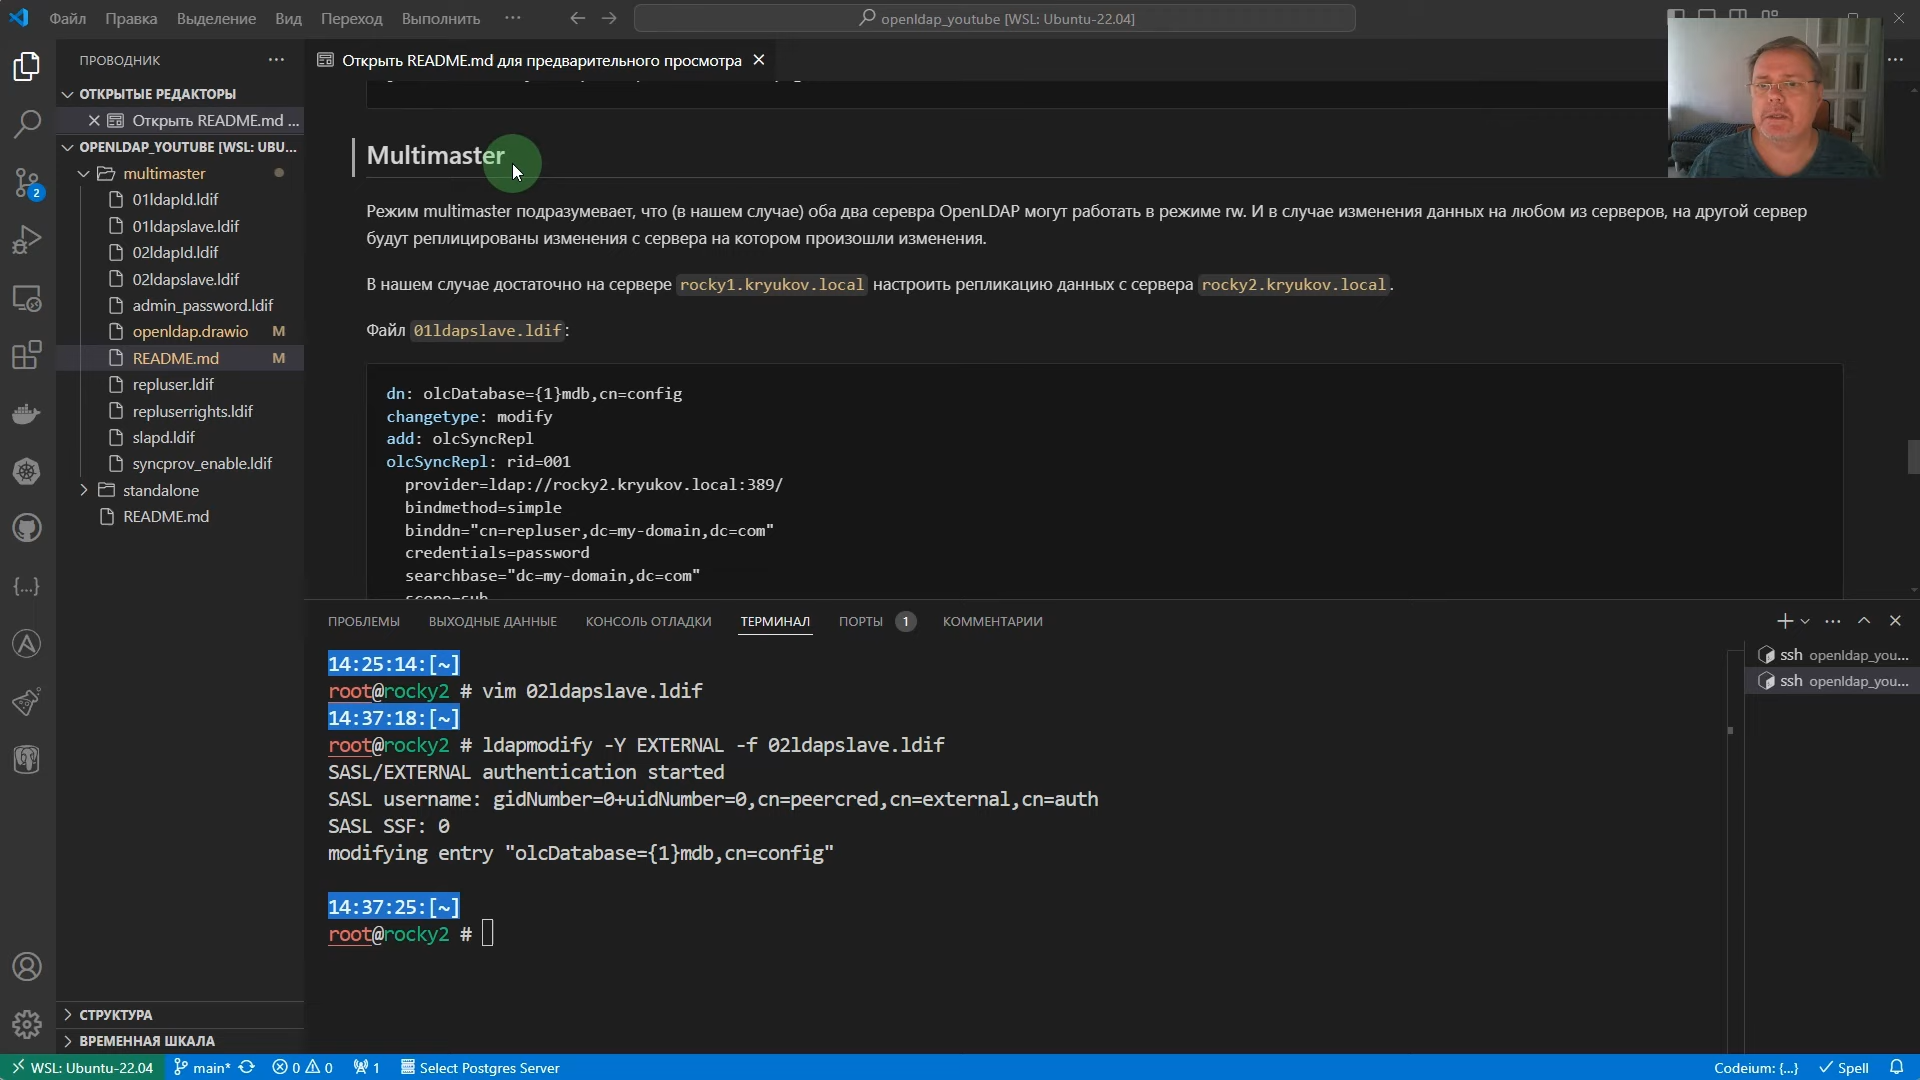 Файл Правка Выделение Вид Переход Выполнить ···
openldap_youtube [WSL: Ubuntu-22.04]
ПРОВОДНИК ···
Открыть README.md для предварительного просмотра
ОТКРЫТЫЕ РЕДАКТОРЫ
Открыть README.md ...
OPENLDAP_YOUTUBE [WSL: UBU...
multimaster
01ldapId.ldif
01ldapslave.ldif
02ldapId.ldif
02ldapslave.ldif
admin_password.ldif
openldap.drawio M
README.md M
repluser.ldif
repluserrights.ldif
slapd.ldif
syncprov_enable.ldif
standalone
README.md
2
СТРУКТУРА
ВРЕМЕННАЯ ШКАЛА
Multimaster
Режим multimaster подразумевает, что (в нашем случае) оба два серевра OpenLDAP могут работать в режиме rw. И в случае изменения данных на любом из серверов, на другой сервер
будут реплицированы изменения с сервера на котором произошли изменения.
В нашем случае достаточно на сервере rocky1.kryukov.local настроить репликацию данных с сервера rocky2.kryukov.local.
Файл 01ldapslave.ldif:
dn: olcDatabase={1}mdb,cn=config
changetype: modify
add: olcSyncRepl
olcSyncRepl: rid=001
provider=ldap://rocky2.kryukov.local:389/
bindmethod=simple
binddn="cn=repluser,dc=my-domain,dc=com"
credentials=password
searchbase="dc=my-domain,dc=com"
scope=sub
ПРОБЛЕМЫ ВЫХОДНЫЕ ДАННЫЕ КОНСОЛЬ ОТЛАДКИ ТЕРМИНАЛ ПОРТЫ 1 КОММЕНТАРИИ
14:25:14:[~]
root@rocky2 # vim 02ldapslave.ldif
14:37:18:[~]
root@rocky2 # ldapmodify -Y EXTERNAL -f 02ldapslave.ldif
SASL/EXTERNAL authentication started
SASL username: gidNumber=0+uidNumber=0,cn=peercred,cn=external,cn=auth
SASL SSF: 0
modifying entry "olcDatabase={1}mdb,cn=config"
14:37:25:[~]
root@rocky2 #
ssh openldap_you...
ssh openldap_you...
WSL: Ubuntu-22.04 main* 0 0 1 Select Postgres Server Codeium: {...} Spell